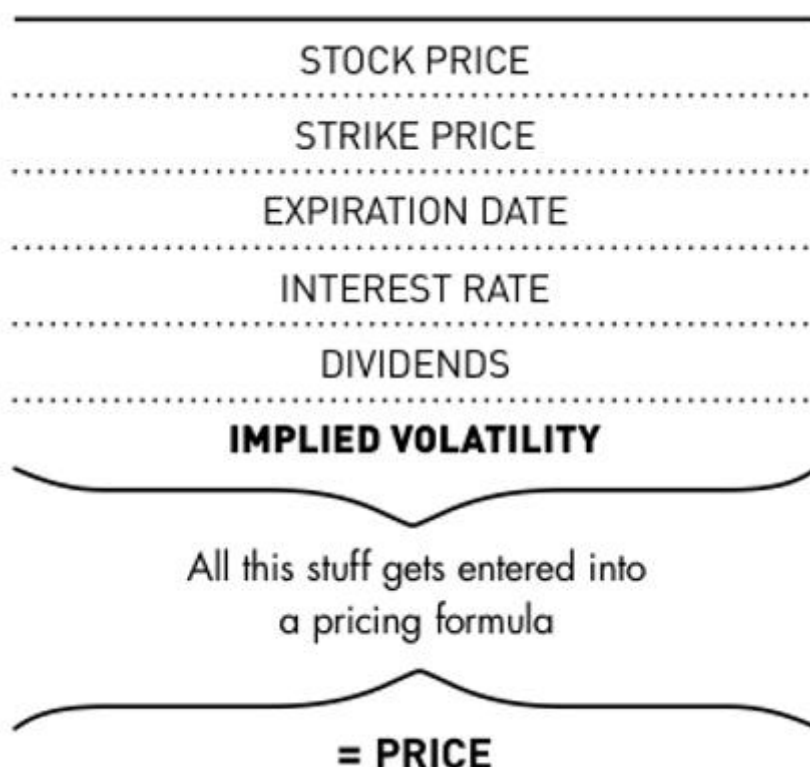 STOCK PRICE
STRIKE PRICE
EXPIRATION DATE
INTEREST RATE
DIVIDENDS
IMPLIED VOLATILITY
All this stuff gets entered into
a pricing formula
= PRICE